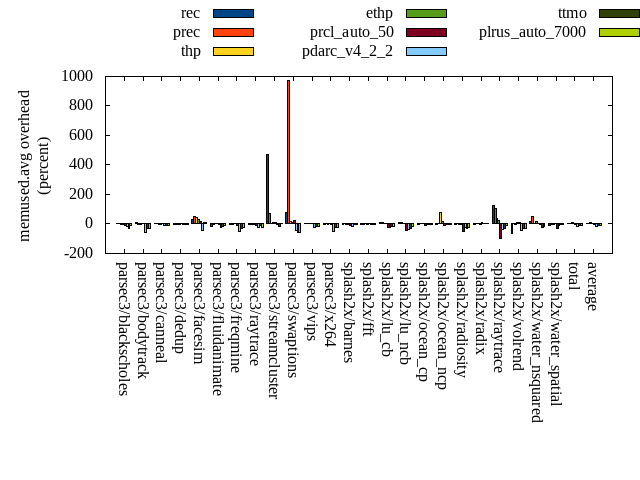 rec ethp ttmo
prec prcl_auto_50 plrus_auto_7000
thp pdarc_v4_2_2
memused.avg overhead
(percent)
1000
800
600
400
200
0
-200
parsec3/blackscholes
parsec3/bodytrack
parsec3/canneal
parsec3/dedup
parsec3/facesim
parsec3/fluidanimate
parsec3/freqmine
parsec3/raytrace
parsec3/streamcluster
parsec3/swaptions
parsec3/vips
parsec3/x264
splash2x/barnes
splash2x/fft
splash2x/lu_cb
splash2x/lu_ncb
splash2x/ocean_cp
splash2x/ocean_ncp
splash2x/radiosity
splash2x/radix
splash2x/raytrace
splash2x/volrend
splash2x/water_nsquared
splash2x/water_spatial
total
average